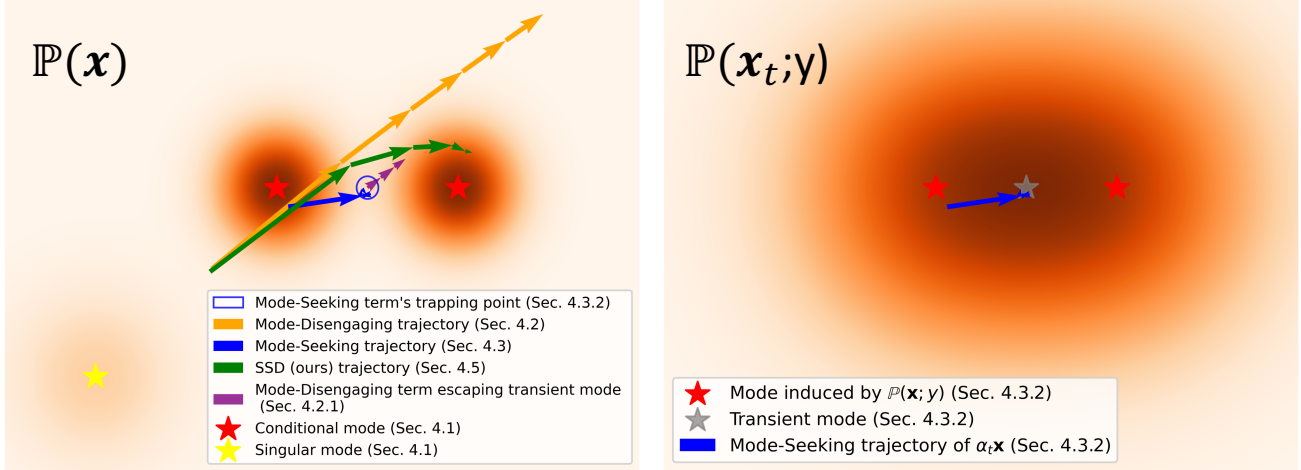 ℙ(𝒙)
Mode-Seeking term's trapping point (Sec. 4.3.2)
Mode-Disengaging trajectory (Sec. 4.2)
Mode-Seeking trajectory (Sec. 4.3)
SSD (ours) trajectory (Sec. 4.5)
Mode-Disengaging term escaping transient mode
(Sec. 4.2.1)
Conditional mode (Sec. 4.1)
Singular mode (Sec. 4.1)
ℙ(𝒙ₜ;y)
Mode induced by ℙ(𝐱; 𝑦) (Sec. 4.3.2)
Transient mode (Sec. 4.3.2)
Mode-Seeking trajectory of αₜ𝐱 (Sec. 4.3.2)